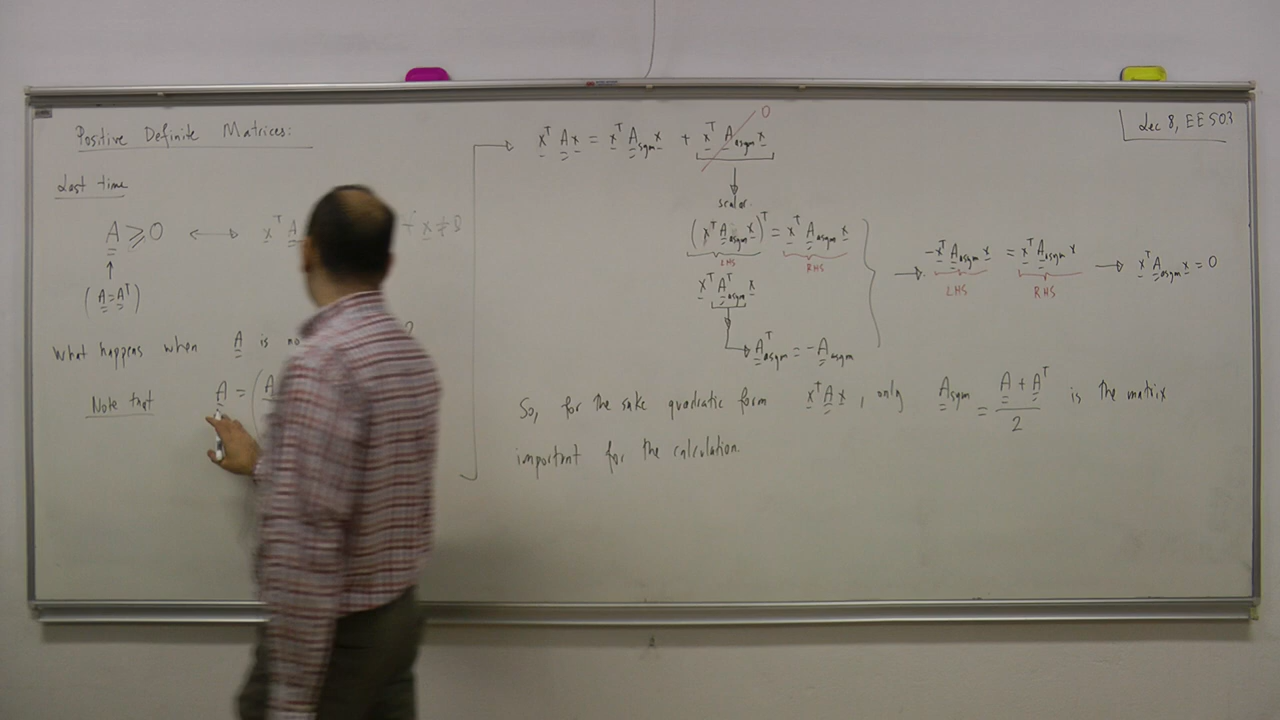 Positive Definite Matrices:
Last time
A ≥ 0 ⟷ x^T A x ≠ 0
(A = A^T)
What happens when A is
Note that A = (A
x^T A x = x^T A_sym x + x^T A_asym x 0
scalar
(x^T A_asym x)^T = x^T A_asym x
LHS RHS
x^T A^T_asym x
A^T_asym = -A_asym
-x^T A_asym x = x^T A_asym x → x^T A_asym x = 0
LHS RHS
So, for the sake quadratic form x^T A x, only A_sym = (A + A^T)/2 is the matrix
important for the calculation.
Dec 8, EE503